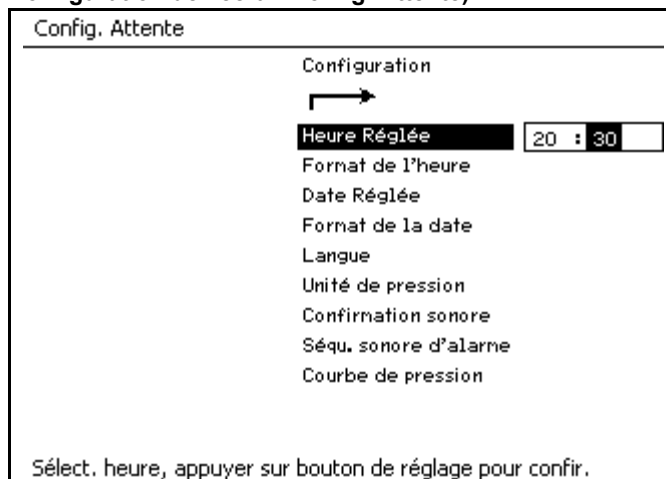 Config. Attente
Configuration
Heure Réglée 20 : 30
Format de l'heure
Date Réglée
Format de la date
Langue
Unité de pression
Confirmation sonore
Séqu. sonore d'alarme
Courbe de pression
Sélect. heure, appuyer sur bouton de réglage pour confir.